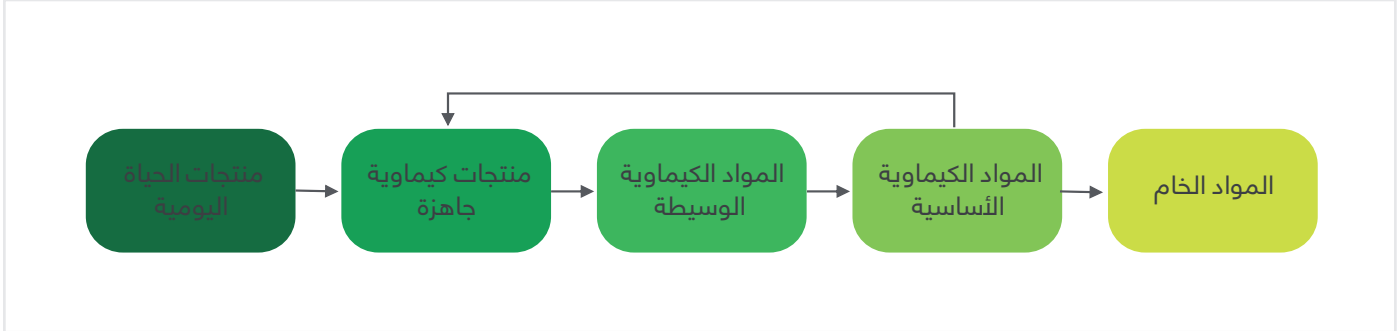 المواد الخام
المواد الكيماوية
الأساسية
المواد الكيماوية
الوسيطة
منتجات كيماوية
جاهزة
منتجات الحياة
اليومية